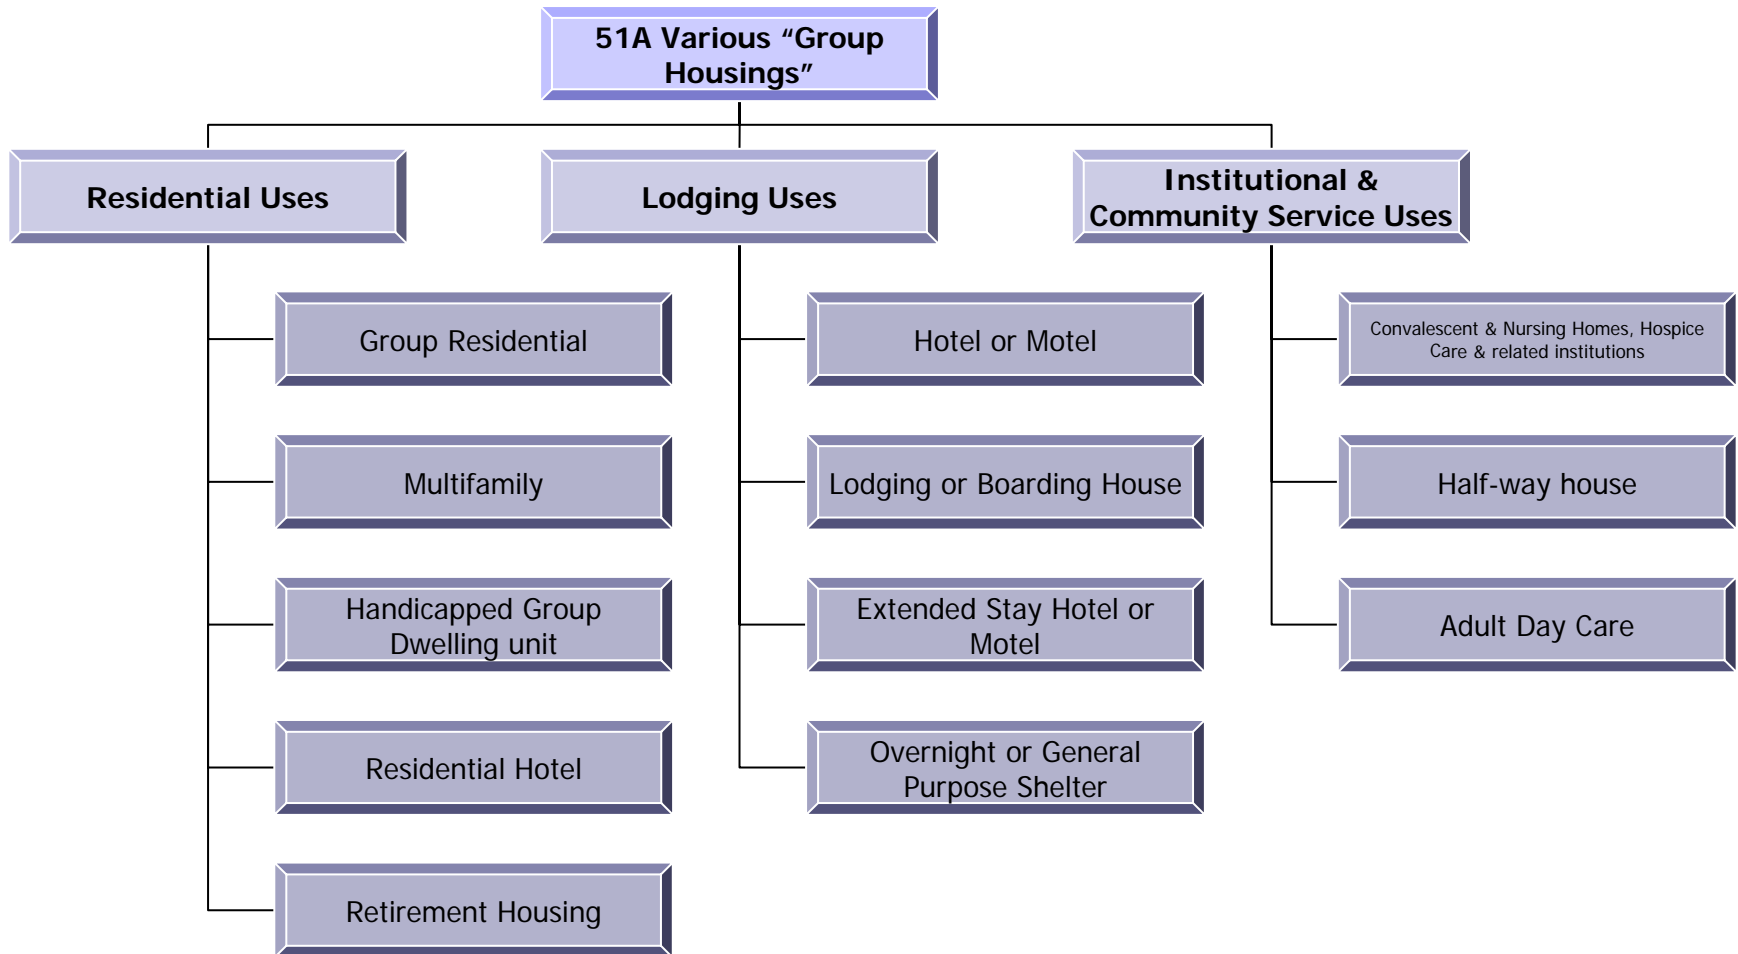 51A Various “Group
Housings”
Residential Uses
Lodging Uses
Institutional &
Community Service Uses
Group Residential
Hotel or Motel
Convalescent & Nursing Homes, Hospice
Care & related institutions
Multifamily
Lodging or Boarding House
Half-way house
Handicapped Group
Dwelling unit
Extended Stay Hotel or
Motel
Adult Day Care
Residential Hotel
Overnight or General
Purpose Shelter
Retirement Housing